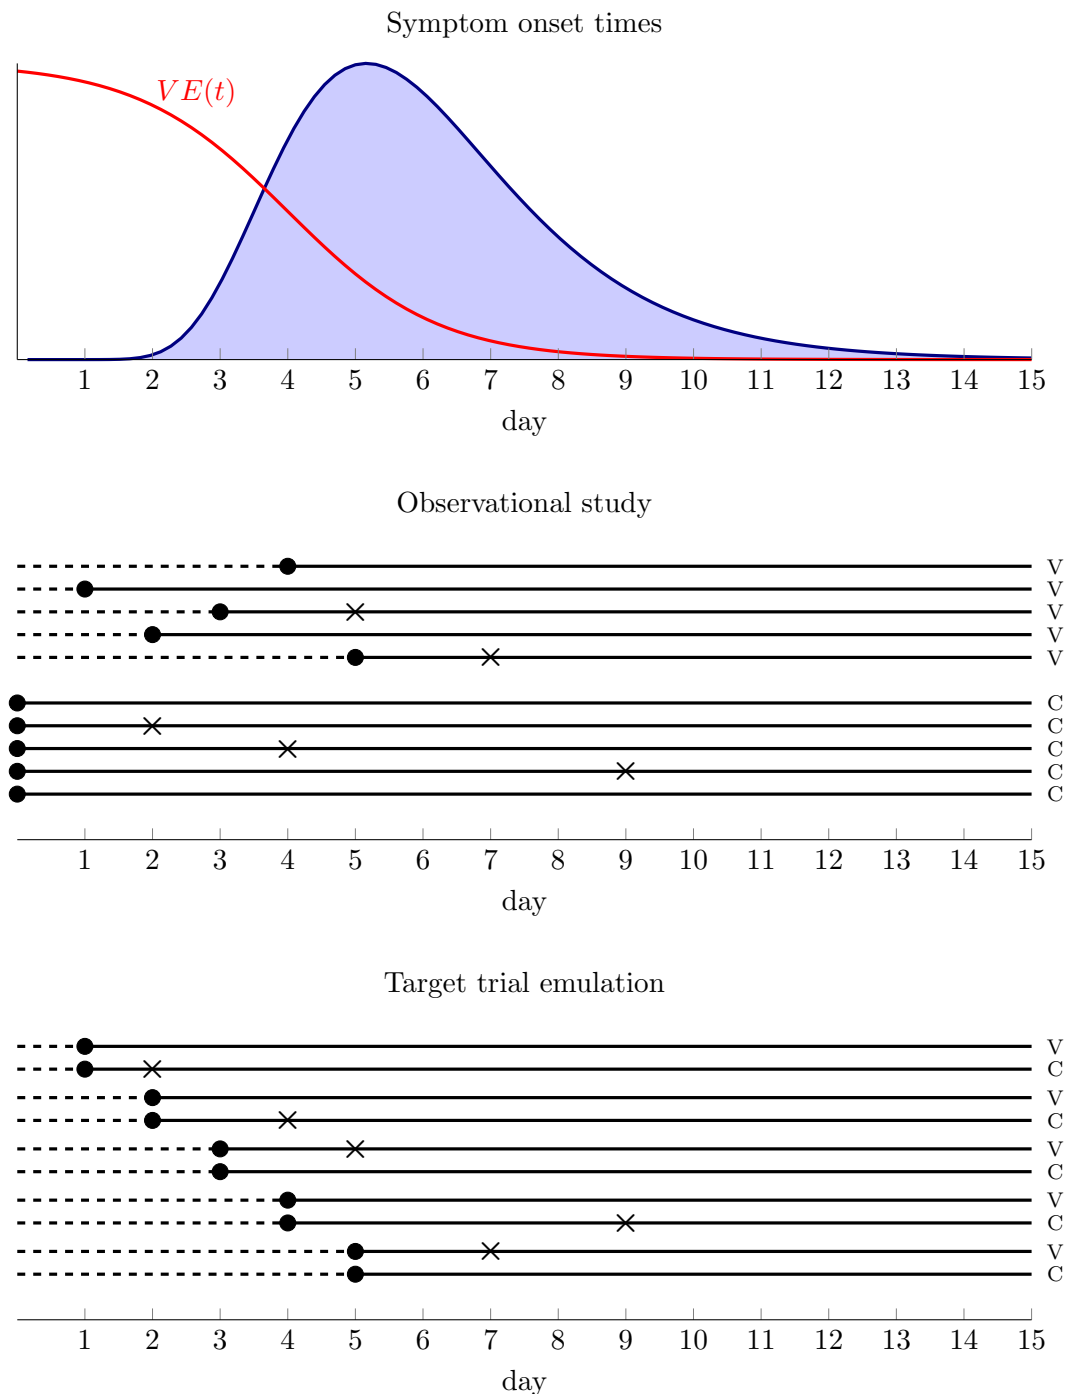 Symptom onset times
VE(t)
1 2 3 4 5 6 7 8 9 10 11 12 13 14 15
day
Observational study
V
V
V
V
V
C
C
C
C
C
1 2 3 4 5 6 7 8 9 10 11 12 13 14 15
day
Target trial emulation
V
C
V
C
V
C
V
C
V
C
1 2 3 4 5 6 7 8 9 10 11 12 13 14 15
day